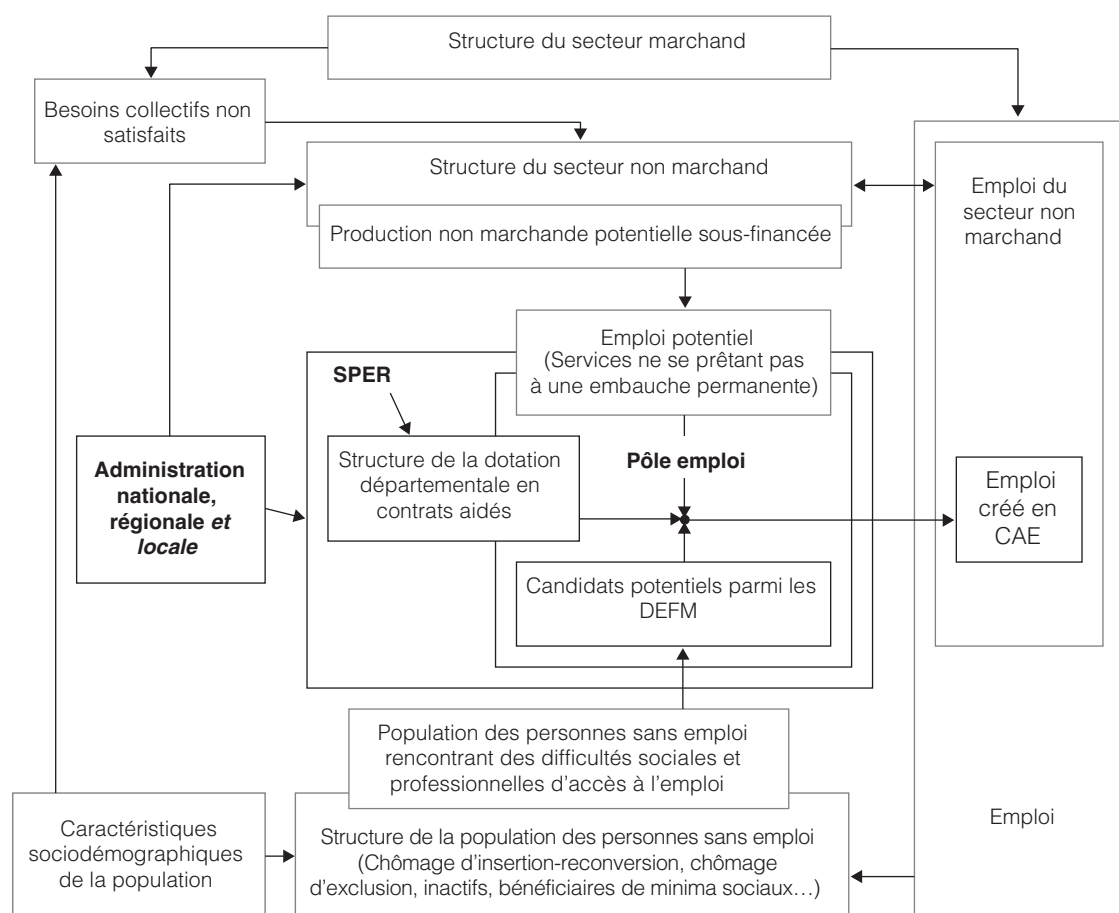 Structure du secteur marchand
Besoins collectifs non
satisfaits
Structure du secteur non marchand
Production non marchande potentielle sous-financée
Emploi du
secteur non
marchand
Emploi potentiel
(Services ne se prêtant pas
à une embauche permanente)
SPER
Administration
nationale,
régionale et
locale
Structure de la dotation
départementale en
contrats aidés
Pôle emploi
Emploi
créé en
CAE
Candidats potentiels parmi les
DEFM
Population des personnes sans emploi
rencontrant des difficultés sociales et
professionnelles d'accès à l'emploi
Caractéristiques
sociodémographiques
de la population
Structure de la population des personnes sans emploi
(Chômage d'insertion-reconversion, chômage
d'exclusion, inactifs, bénéficiaires de minima sociaux…)
Emploi